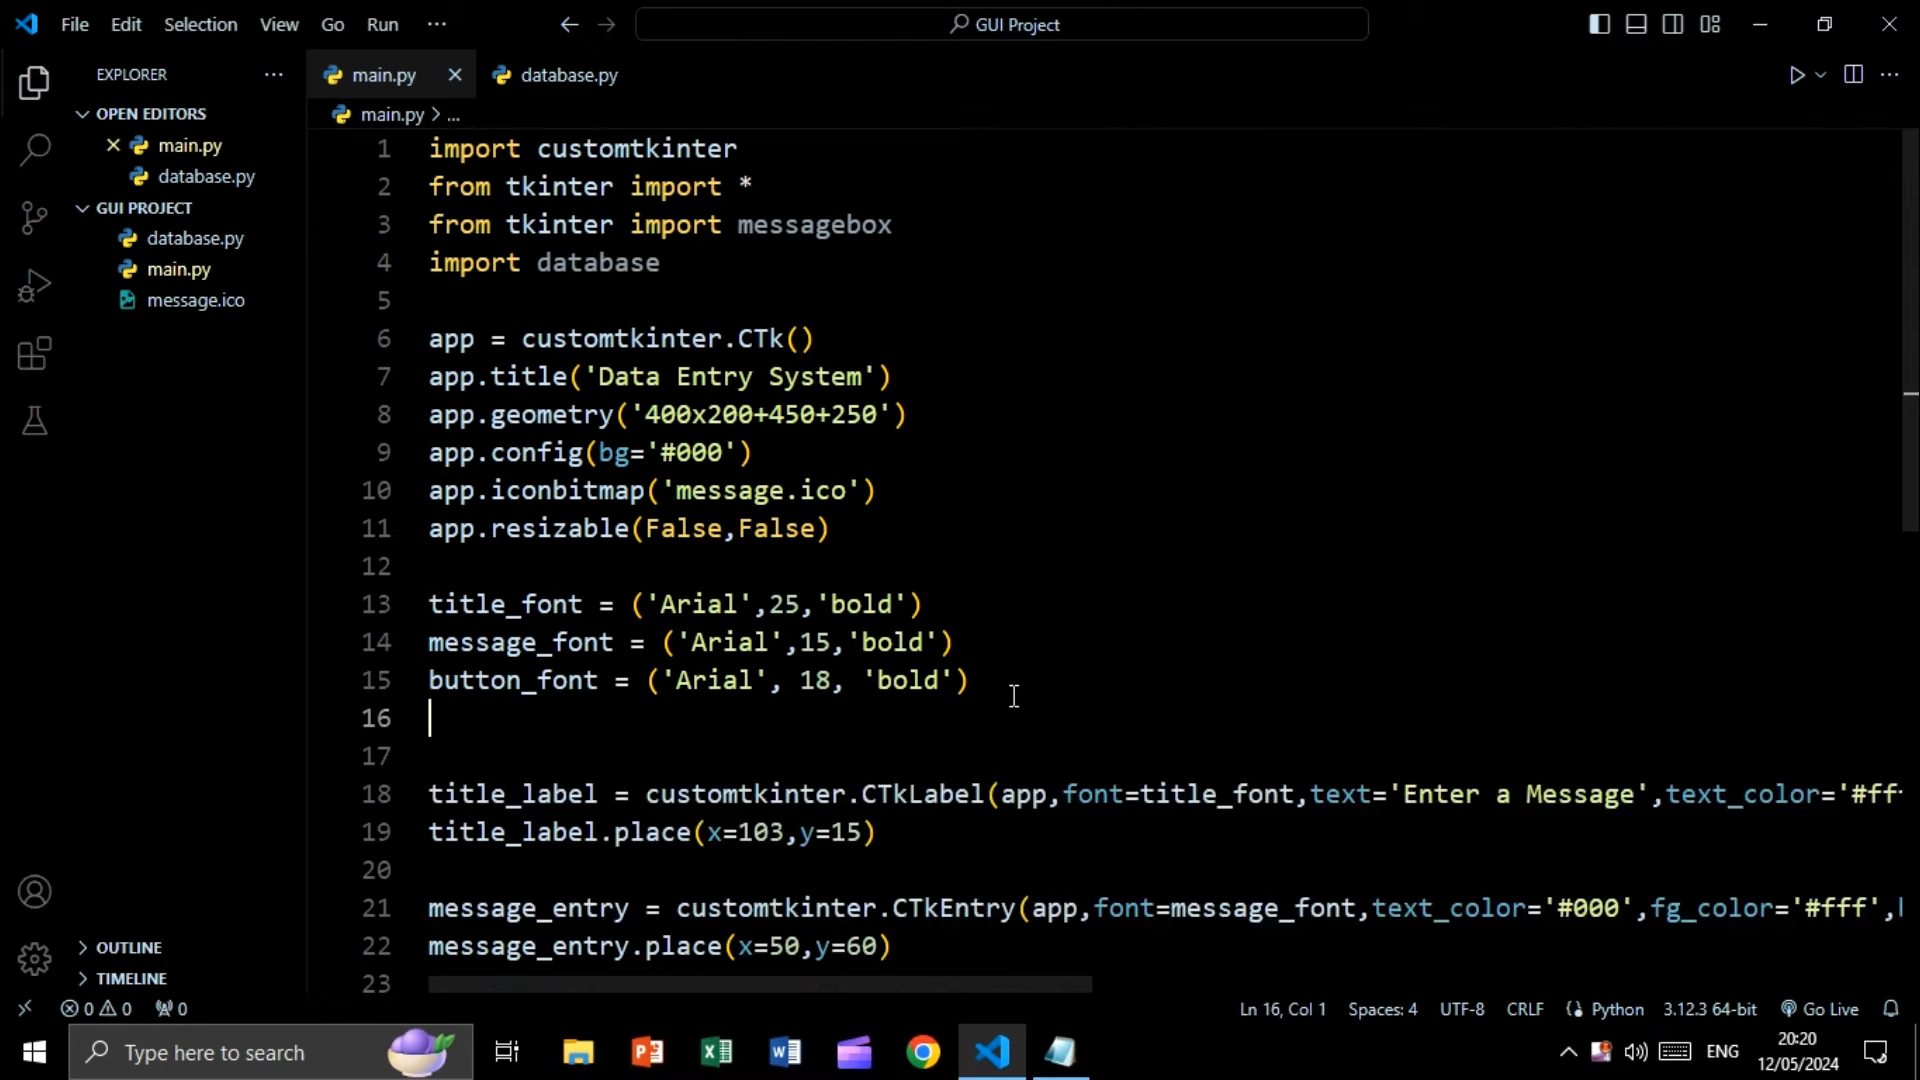 File Edit Selection View Go Run ···
GUI Project
EXPLORER ···
OPEN EDITORS
main.py
database.py
GUI PROJECT
database.py
main.py
message.ico
OUTLINE
TIMELINE
main.py
database.py
main.py > ...
1 import customtkinter
2 from tkinter import *
3 from tkinter import messagebox
4 import database
5
6 app = customtkinter.CTk()
7 app.title('Data Entry System')
8 app.geometry('400x200+450+250')
9 app.config(bg='#000')
10 app.iconbitmap('message.ico')
11 app.resizable(False,False)
12
13 title_font = ('Arial',25,'bold')
14 message_font = ('Arial',15,'bold')
15 button_font = ('Arial', 18, 'bold')
16
17
18 title_label = customtkinter.CTkLabel(app,font=title_font,text='Enter a Message',text_color='#ff
19 title_label.place(x=103,y=15)
20
21 message_entry = customtkinter.CTkEntry(app,font=message_font,text_color='#000',fg_color='#fff',
22 message_entry.place(x=50,y=60)
23
0 0 0
Ln 16, Col 1 Spaces: 4 UTF-8 CRLF Python 3.12.3 64-bit Go Live
Type here to search
ENG
20:20
12/05/2024